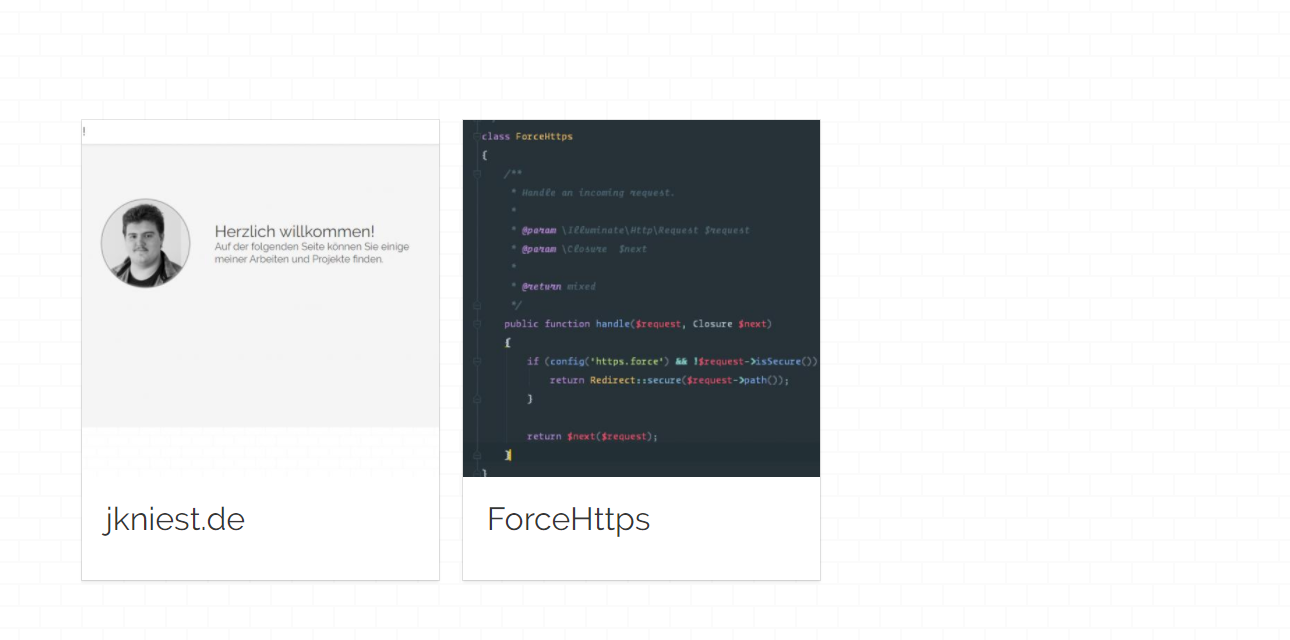 !
Herzlich willkommen!
Auf der folgenden Seite können Sie einige
meiner Arbeiten und Projekte finden.
jkniest.de
class ForceHttps
{
/**
* Handle an incoming request.
*
* @param \Illuminate\Http\Request $request
* @param \Closure  $next
*
* @return mixed
*/
public function handle($request, Closure $next)
{
if (config('https.force') && !$request->isSecure())
return Redirect::secure($request->path());
}
return $next($request);
}
}
ForceHttps